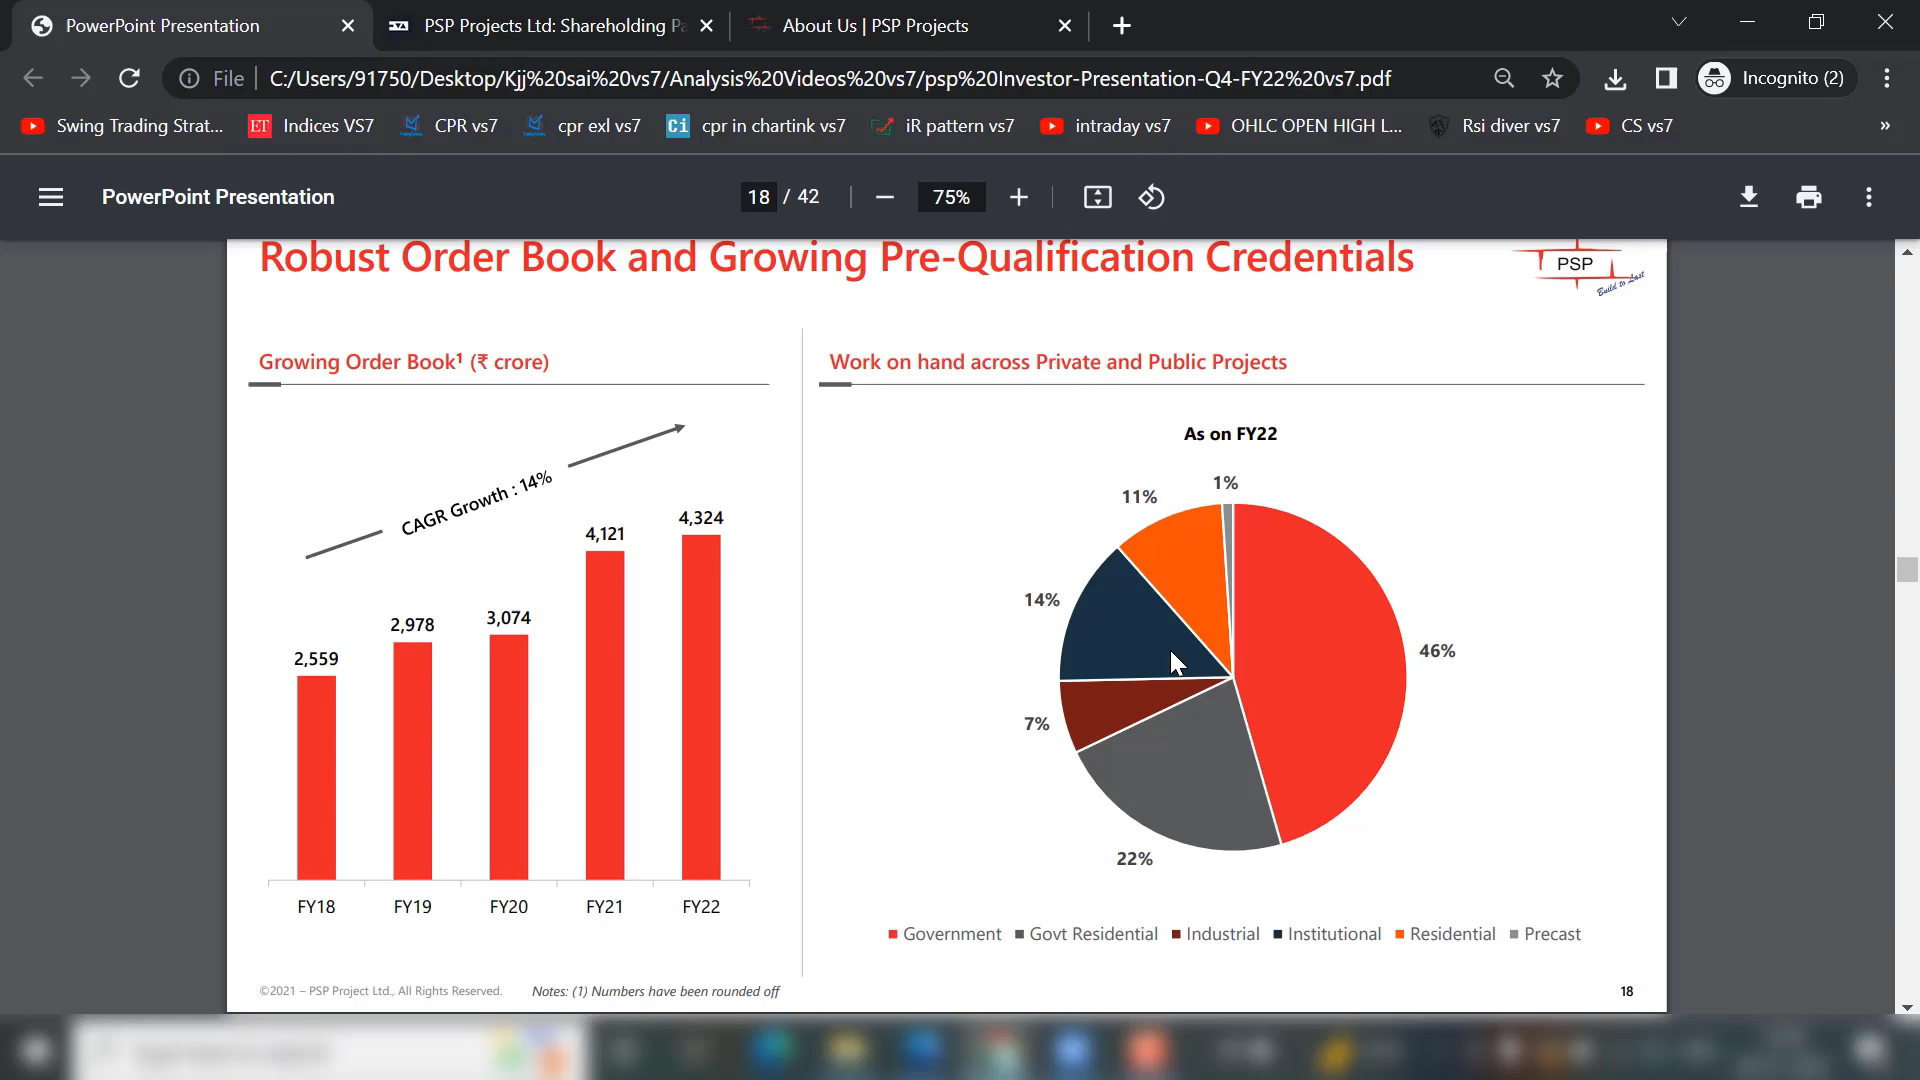 PowerPoint Presentation
PSP Projects Ltd: Shareholding Pa
About Us | PSP Projects
File
C:/Users/91750/Desktop/Kjj%20sai%20vs7/Analysis%20Videos%20vs7/psp%20Investor-Presentation-Q4-FY22%20vs7.pdf
Incognito (2)
Swing Trading Strat...
ET
Indices VS7
CPR vs7
cpr exl vs7
Ci
cpr in chartink vs7
iR pattern vs7
intraday vs7
OHLC OPEN HIGH L...
Rsi diver vs7
CS vs7
»
PowerPoint Presentation
18 / 42
75%
Robust Order Book and Growing Pre-Qualification Credentials
PSP
Build to Last
Growing Order Book¹ (₹ crore)
CAGR Growth : 14%
2,559
2,978
3,074
4,121
4,324
FY18
FY19
FY20
FY21
FY22
Work on hand across Private and Public Projects
As on FY22
1%
11%
14%
46%
7%
22%
Government
Govt Residential
Industrial
Institutional
Residential
Precast
©2021 – PSP Project Ltd., All Rights Reserved.
Notes: (1) Numbers have been rounded off
18